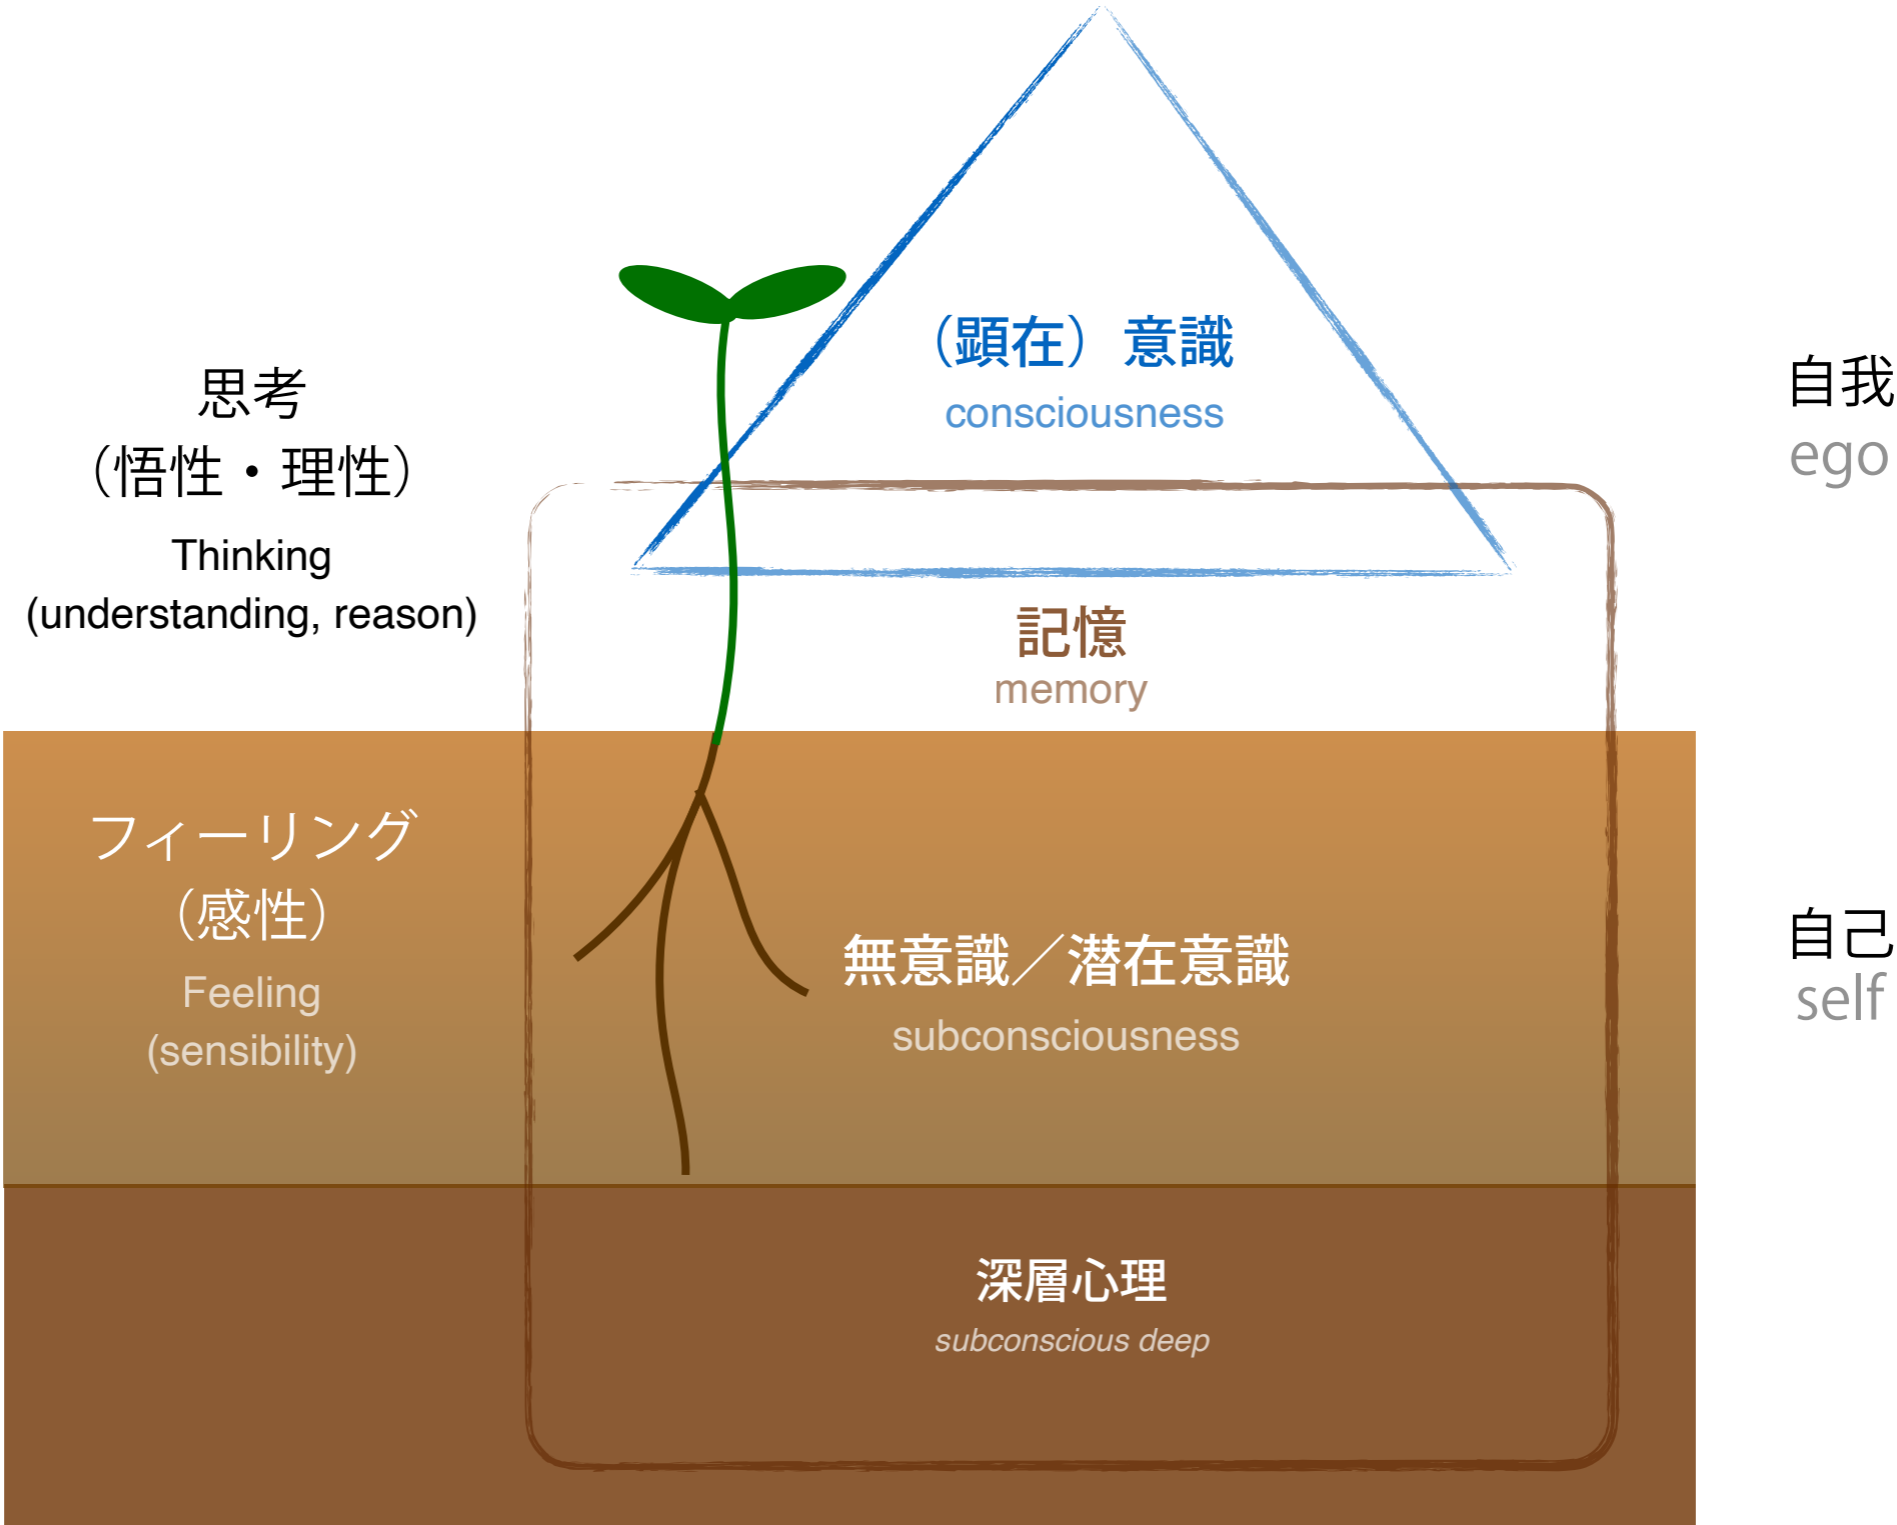 （顕在）意識
consciousness
思考
（悟性・理性）
Thinking
(understanding, reason)
自我
ego
記憶
memory
フィーリング
（感性）
Feeling
(sensibility)
無意識／潜在意識
subconsciousness
自己
self
深層心理
subconscious deep